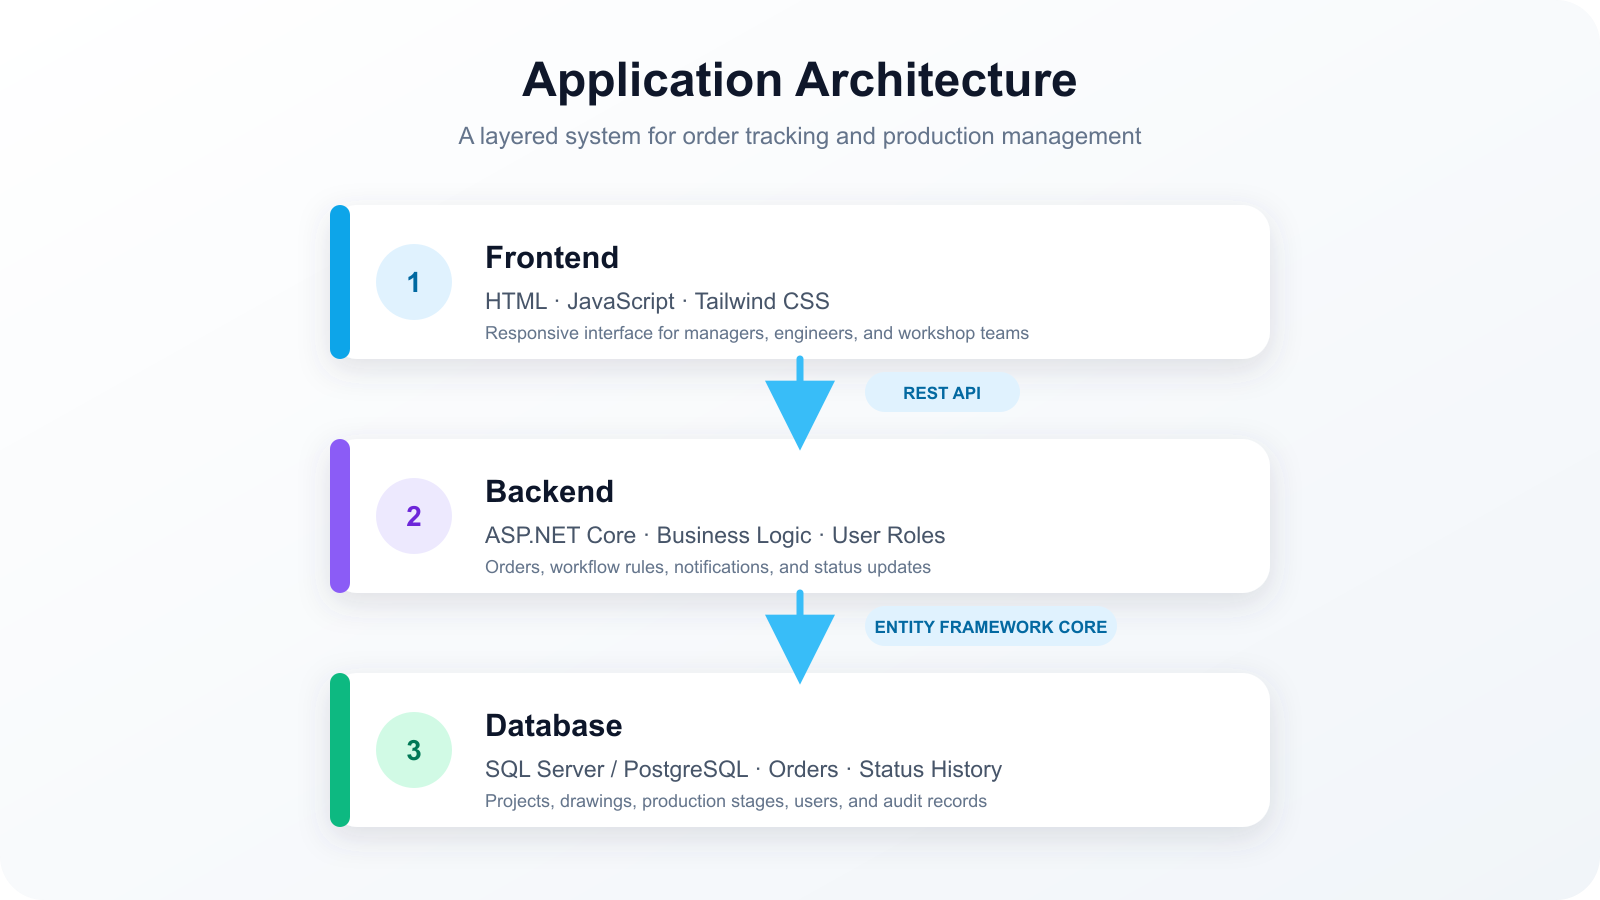 Application Architecture
A layered system for order tracking and production management
1
Frontend
HTML · JavaScript · Tailwind CSS
Responsive interface for managers, engineers, and workshop teams
REST API
2
Backend
ASP.NET Core · Business Logic · User Roles
Orders, workflow rules, notifications, and status updates
ENTITY FRAMEWORK CORE
3
Database
SQL Server / PostgreSQL · Orders · Status History
Projects, drawings, production stages, users, and audit records